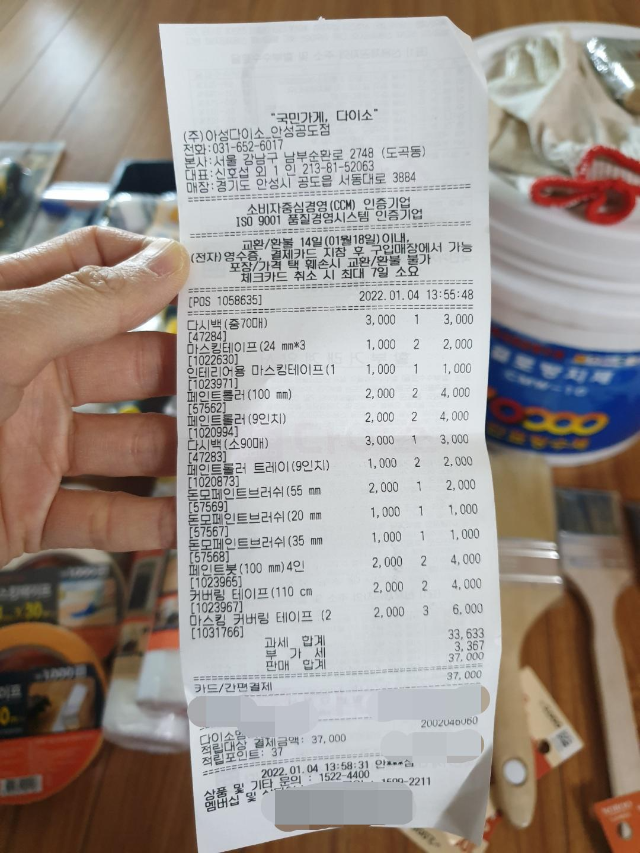 "국민가게, 다이소"
(주)아성다이소_안성공도점
전화:031-652-6017
본사:서울 강남구 남부순환로 2748 (도곡동)
대표:신호섭 외 1 인 213-81-52063
매장:경기도 안성시 공도읍 서동대로 3884
소비자중심경영(CCM) 인증기업
ISO 9001 품질경영시스템 인증기업
교환/환불 14일(01월18일)이내,
(전자)영수증, 결제카드 지참 후 구입매장에서 가능
포장/가격 택 훼손시 교환/환불 불가
체크카드 취소 시 최대 7일 소요
[POS 1058635] 2022.01.04 13:55:48
다시백(중70매) 3,000 1 3,000
[47284]
마스킹테이프(24 mm*3 1,000 2 2,000
[1022630]
인테리어용 마스킹테이프(1 1,000 1 1,000
[1023971]
페인트롤러(100 mm) 2,000 2 4,000
[57562]
페인트롤러(9인치) 2,000 2 4,000
[1020994]
다시백(소90매) 3,000 1 3,000
[47283]
페인트롤러 트레이(9인치) 1,000 2 2,000
[1020873]
돈모페인트브러쉬(55 mm 2,000 1 2,000
[57569]
돈모페인트브러쉬(20 mm 1,000 1 1,000
[57567]
돈모페인트브러쉬(35 mm 1,000 1 1,000
[57568]
페인트붓(100 mm)4인 2,000 2 4,000
[1023965]
커버링 테이프(110 cm 2,000 2 4,000
[1023967]
마스킹 커버링 테이프 (2 2,000 3 6,000
[1031766]
과세 합계 33,633
부 가 세 3,367
판매 합계 37,000
카드/간편결제 37,000
2002046060
다이소멤
적립대상 결제금액: 37,000
적립포인트: 37
2022.01.04 13:58:31 민***심
상품 및 기타 문의 : 1522-4400
멤버십 및 1599-2211